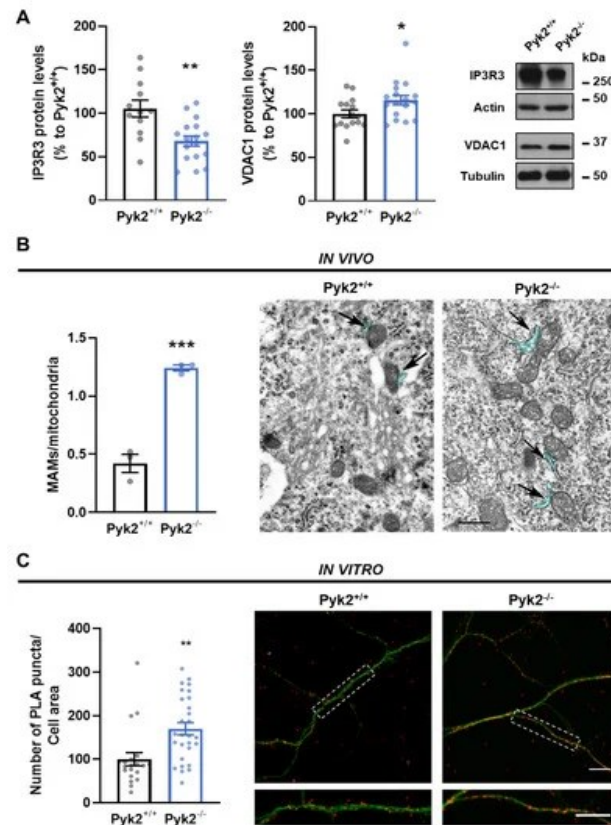 A
IP3R3 protein levels
(% to Pyk2+/+)
200
150
100
50
0
**
Pyk2+/+ Pyk2-/-
VDAC1 protein levels
(% to Pyk2+/+)
200
150
100
50
0
*
Pyk2+/+ Pyk2-/-
Pyk2+/+ Pyk2-/-
kDa
IP3R3
250
Actin
50
VDAC1
37
Tubulin
50
B
IN VIVO
MAMs/mitochondria
1.5
1.0
0.5
0.0
***
Pyk2+/+ Pyk2-/-
Pyk2+/+
Pyk2-/-
C
IN VITRO
Number of PLA puncta/
Cell area
400
300
200
100
0
**
Pyk2+/+ Pyk2-/-
Pyk2+/+
Pyk2-/-